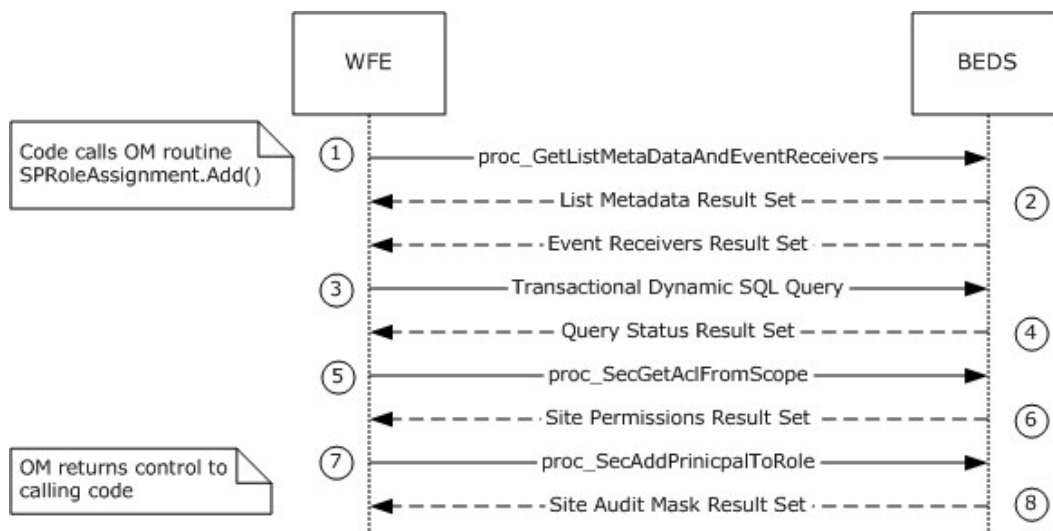 WFE
BEDS
Code calls OM routine
SPRoleAssignment.Add()
1
proc_GetListMetaDataAndEventReceivers
List Metadata Result Set
2
Event Receivers Result Set
3
Transactional Dynamic SQL Query
Query Status Result Set
4
5
proc_SecGetAclFromScope
Site Permissions Result Set
6
OM returns control to
calling code
7
proc_SecAddPrinicpalToRole
Site Audit Mask Result Set
8